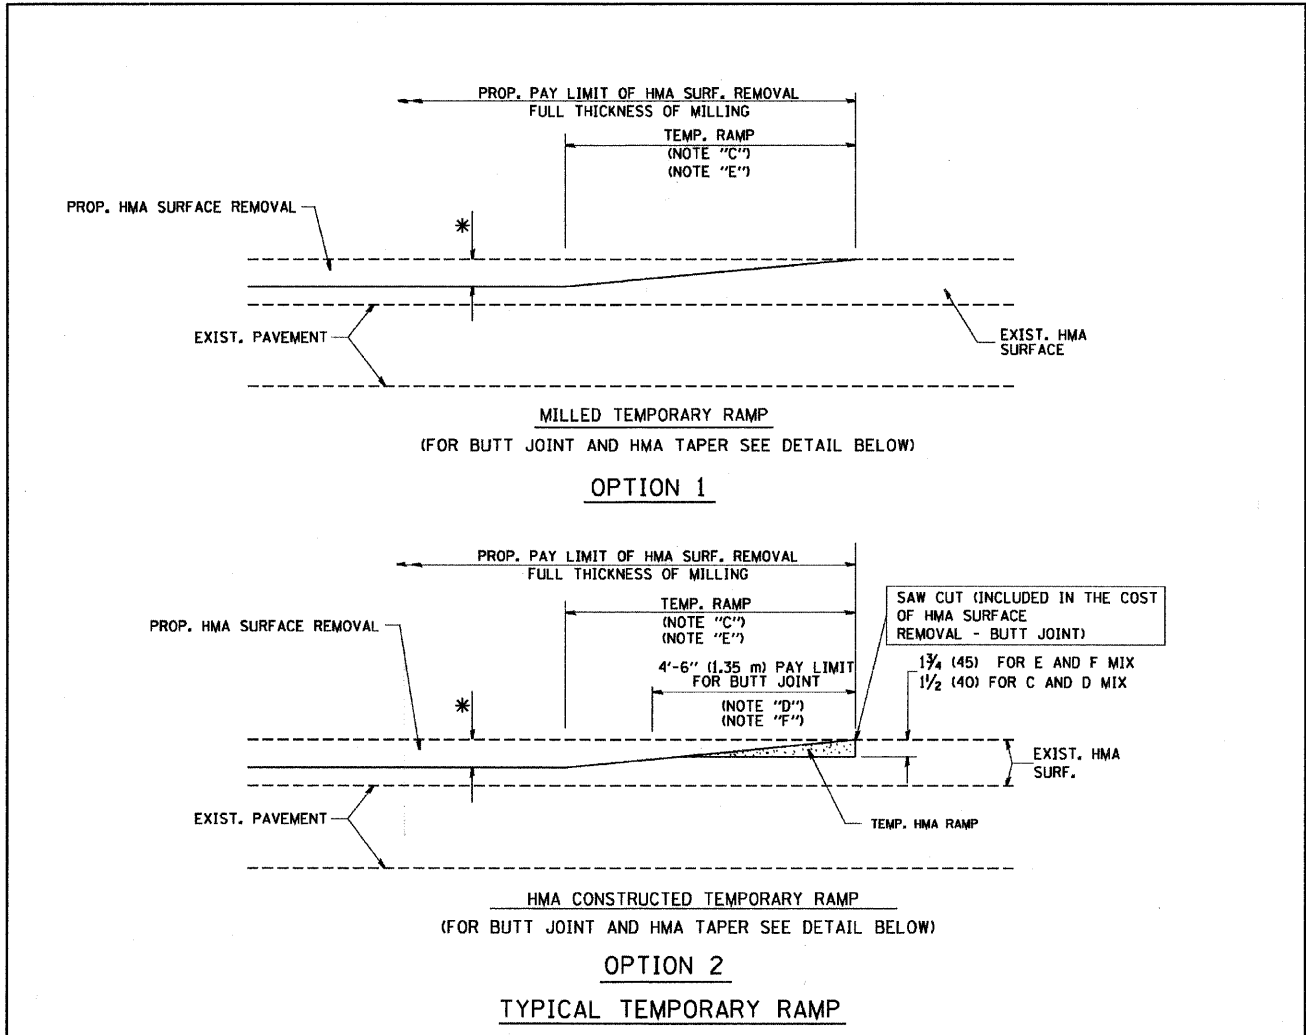 PROP. PAY LIMIT OF HMA SURF. REMOVAL
FULL THICKNESS OF MILLING
TEMP. RAMP
(NOTE "C")
(NOTE "E")
PROP. HMA SURFACE REMOVAL
*
EXIST. PAVEMENT
EXIST. HMA
SURFACE
MILLED TEMPORARY RAMP
(FOR BUTT JOINT AND HMA TAPER SEE DETAIL BELOW)
OPTION 1
PROP. PAY LIMIT OF HMA SURF. REMOVAL
FULL THICKNESS OF MILLING
SAW CUT (INCLUDED IN THE COST
OF HMA SURFACE
REMOVAL - BUTT JOINT)
TEMP. RAMP
(NOTE "C")
(NOTE "E")
PROP. HMA SURFACE REMOVAL
4'-6" (1.35 m) PAY LIMIT
FOR BUTT JOINT
(NOTE "D")
(NOTE "F")
1¾ (45) FOR E AND F MIX
1½ (40) FOR C AND D MIX
*
EXIST. HMA
SURF.
EXIST. PAVEMENT
TEMP. HMA RAMP
HMA CONSTRUCTED TEMPORARY RAMP
(FOR BUTT JOINT AND HMA TAPER SEE DETAIL BELOW)
OPTION 2
TYPICAL TEMPORARY RAMP